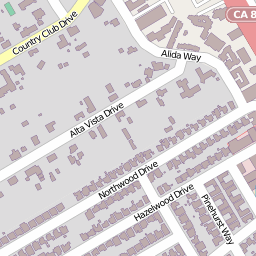 CA 8
Country Club Drive
Alida Way
Alta Vista Drive
Northwood Drive
Hazelwood Drive
Pinehurst Way